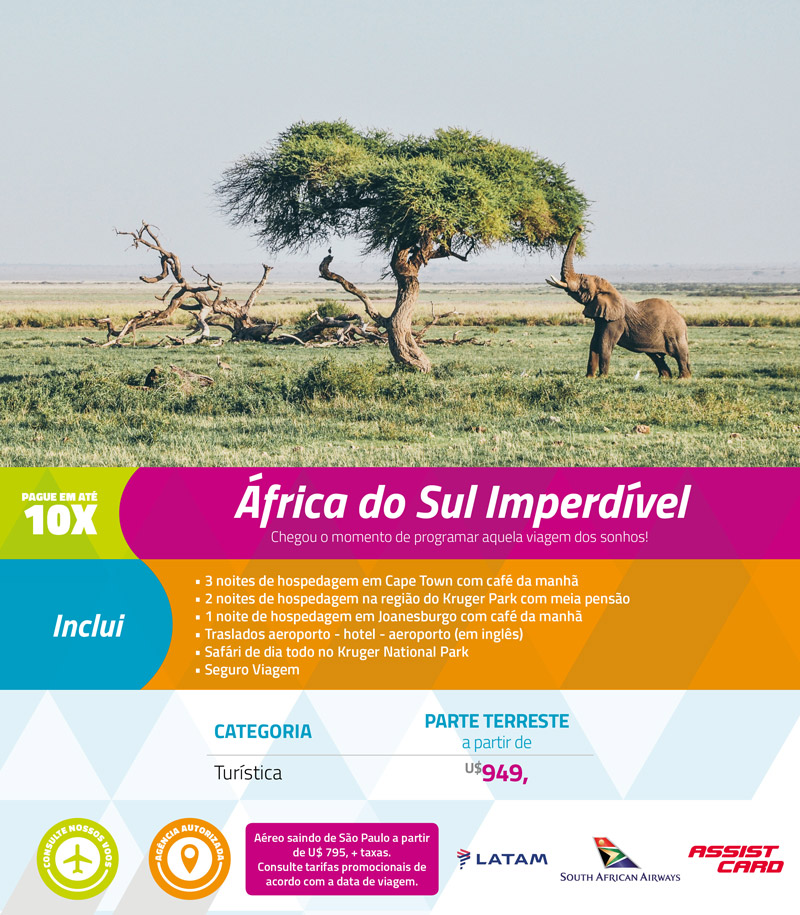 PAGUE EM ATÉ
10X
África do Sul Imperdível
Chegou o momento de programar aquela viagem dos sonhos!
Inclui
• 3 noites de hospedagem em Cape Town com café da manhã
• 2 noites de hospedagem na região do Kruger Park com meia pensão
• 1 noite de hospedagem em Joanesburgo com café da manhã
• Traslados aeroporto - hotel - aeroporto (em inglês)
• Safári de dia todo no Kruger National Park
• Seguro Viagem
CATEGORIA
PARTE TERRESTE
a partir de
Turística
U$949,
CONSULTE NOSSOS VOOS
AGÊNCIA AUTORIZADA
Aéreo saindo de São Paulo a partir
de U$ 795, + taxas.
Consulte tarifas promocionais de
acordo com a data de viagem.
LATAM
SOUTH AFRICAN AIRWAYS
ASSIST
CARD